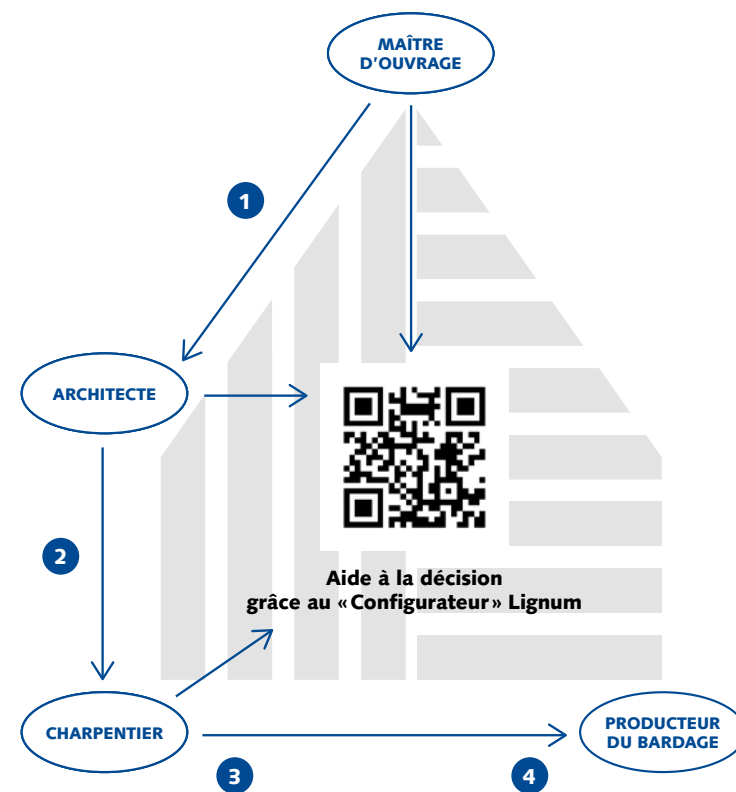 MAÎTRE
D'OUVRAGE
1
ARCHITECTE
2
Aide à la décision
grâce au « Configurateur » Lignum
CHARPENTIER
PRODUCTEUR
DU BARDAGE
3
4